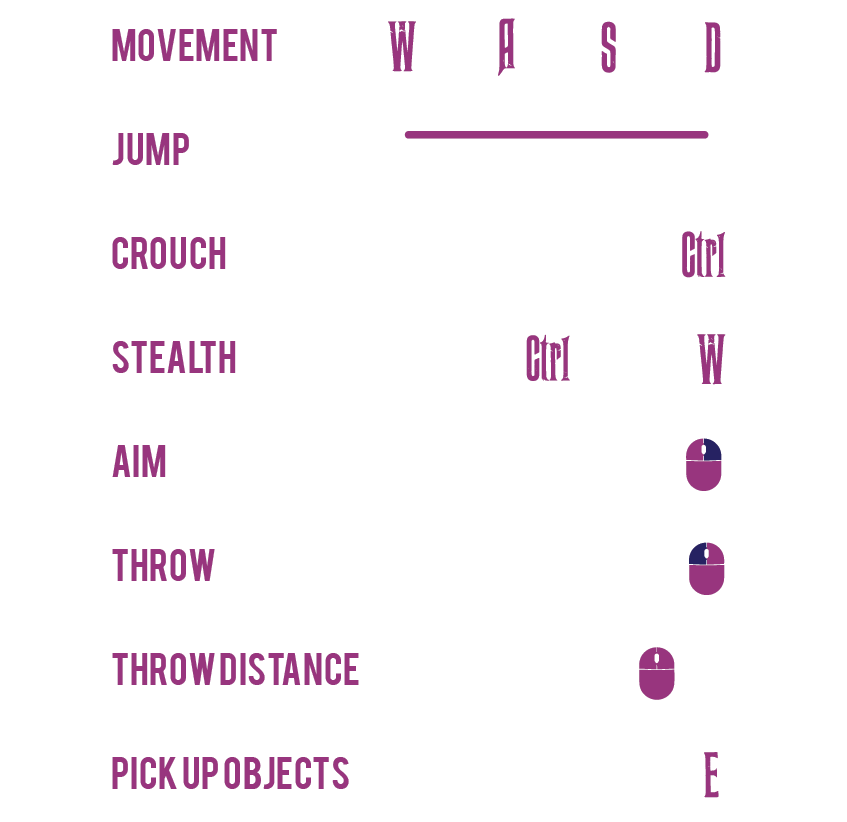 MOVEMENT W A S D
JUMP
CROUCH Ctrl
STEALTH Ctrl W
AIM
THROW
THROW DISTANCE
PICK UP OBJECTS E